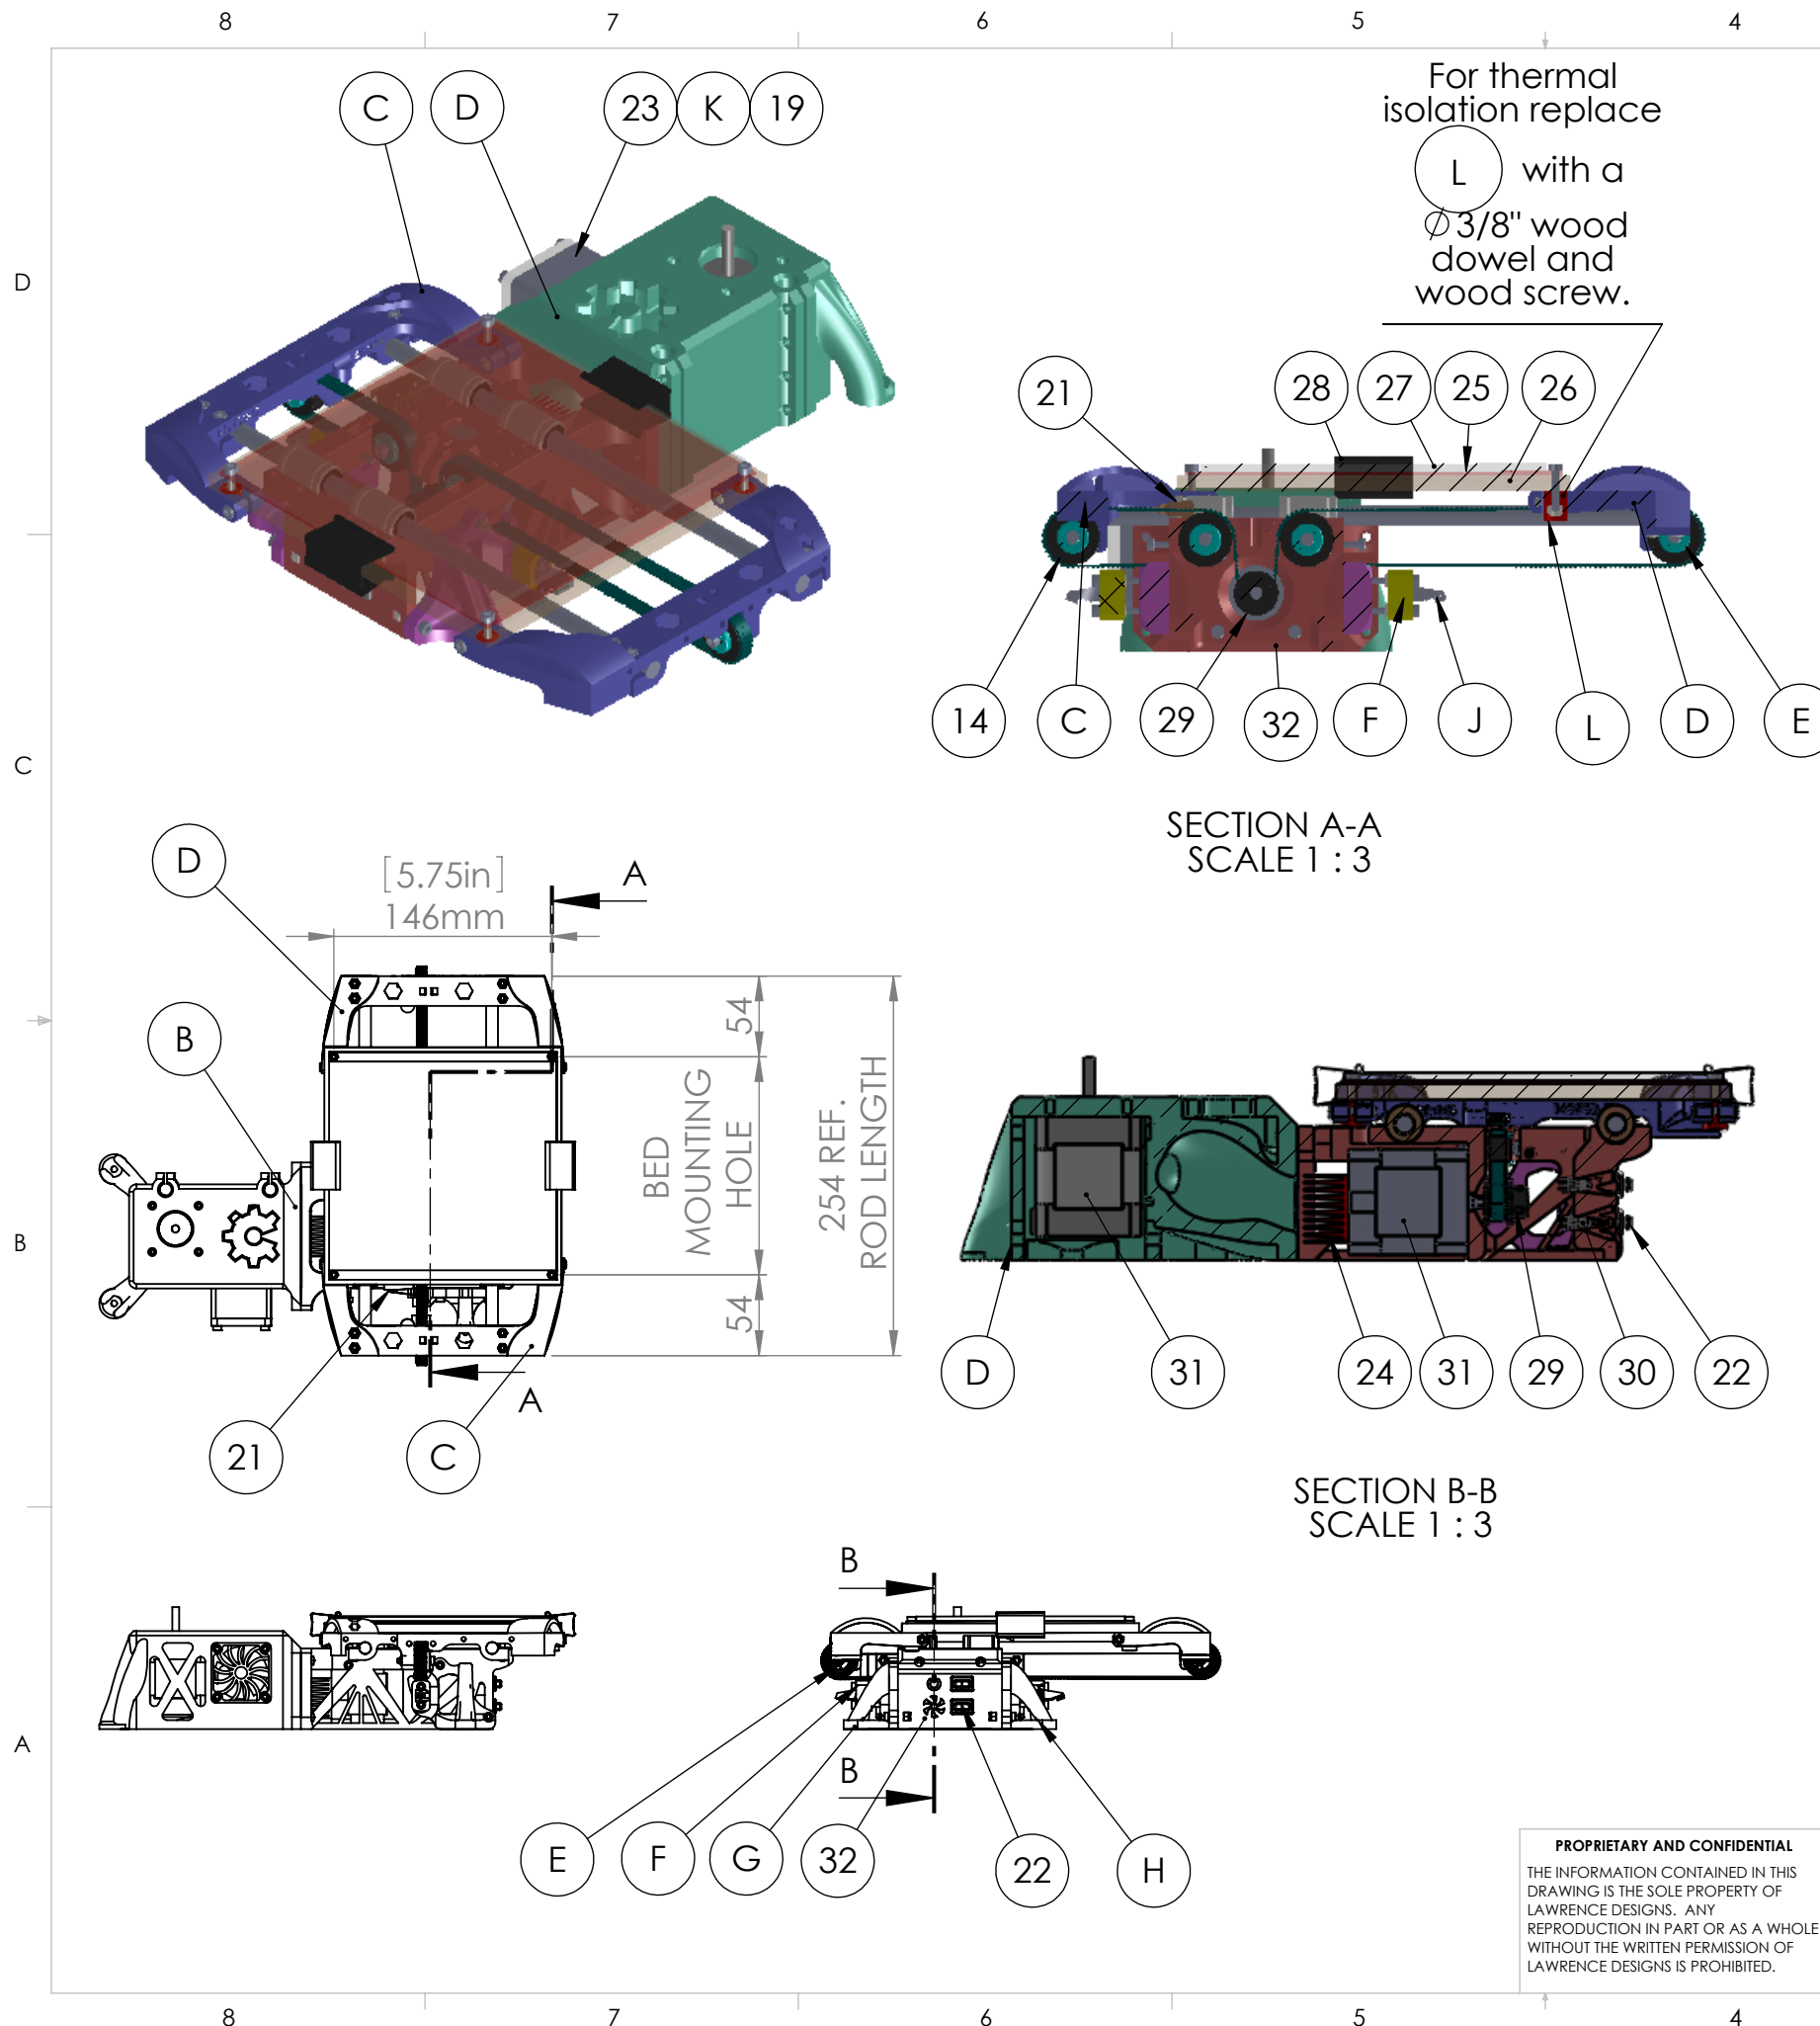 8 7 6 5 4
D
C
B
A
C D 23 K 19
For thermal
isolation replace
L with a
∅ 3/8" wood
dowel and
wood screw.
21 28 27 25 26
14 C 29 32 F J L D E
SECTION A-A
SCALE 1 : 3
D
[5.75in]
146mm
A
B
54
BED
MOUNTING
HOLE
54
254 REF.
ROD LENGTH
A
21 C
D 31 24 31 29 30 22
SECTION B-B
SCALE 1 : 3
B
B
E F G 32 22 H
PROPRIETARY AND CONFIDENTIAL
THE INFORMATION CONTAINED IN THIS
DRAWING IS THE SOLE PROPERTY OF
LAWRENCE DESIGNS. ANY
REPRODUCTION IN PART OR AS A WHOLE
WITHOUT THE WRITTEN PERMISSION OF
LAWRENCE DESIGNS IS PROHIBITED.
8 7 6 5 4